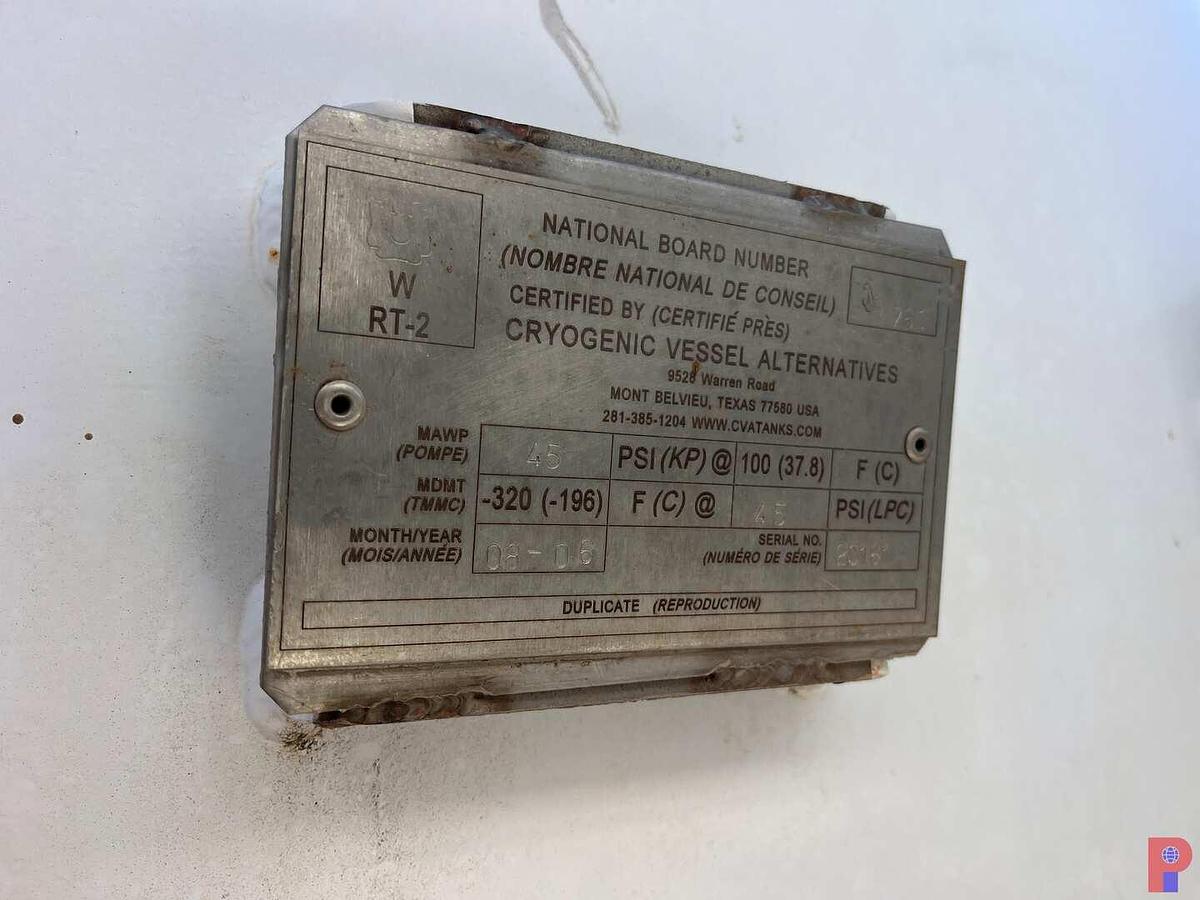 W
RT-2
NATIONAL BOARD NUMBER
(NOMBRE NATIONAL DE CONSEIL)
CERTIFIED BY (CERTIFIÉ PRÈS)
CRYOGENIC VESSEL ALTERNATIVES
9528 Warren Road
MONT BELVIEU, TEXAS 77580 USA
281-385-1204 WWW.CVATANKS.COM
MAWP (POMPE) 45 PSI (KP) @ 100 (37.8) F (C)
MDMT (TMMC) -320 (-196) F (C) @ 45 PSI (LPC)
MONTH/YEAR (MOIS/ANNÉE) 08-06 SERIAL NO. (NUMÉRO DE SÉRIE)
DUPLICATE (REPRODUCTION)